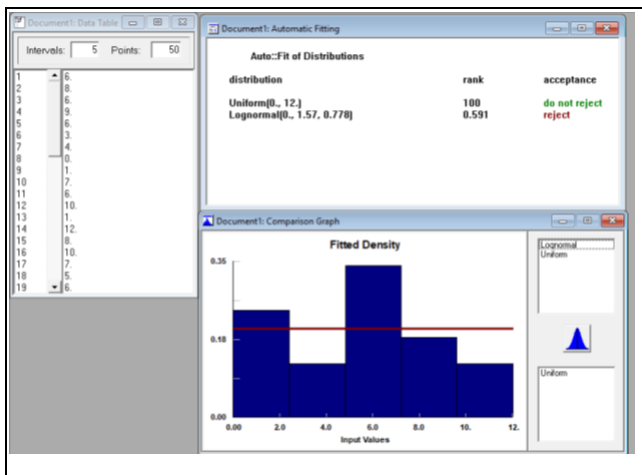 Document1: Data Table
Intervals: 5 Points: 50
1 6.
2 8.
3 6.
4 9.
5 6.
6 3.
7 4.
8 0.
9 1.
10 7.
11 6.
12 10.
13 1.
14 12.
15 8.
16 10.
17 7.
18 5.
19 6.
Document1: Automatic Fitting
Auto::Fit of Distributions
distribution rank acceptance
Uniform(0., 12.) 100 do not reject
Lognormal(0., 1.57, 0.778) 0.591 reject
Document1: Comparison Graph
Fitted Density
0.35
0.18
0.00
0.00 2.0 4.0 6.0 8.0 10. 12.
Input Values
Lognormal
Uniform
Uniform